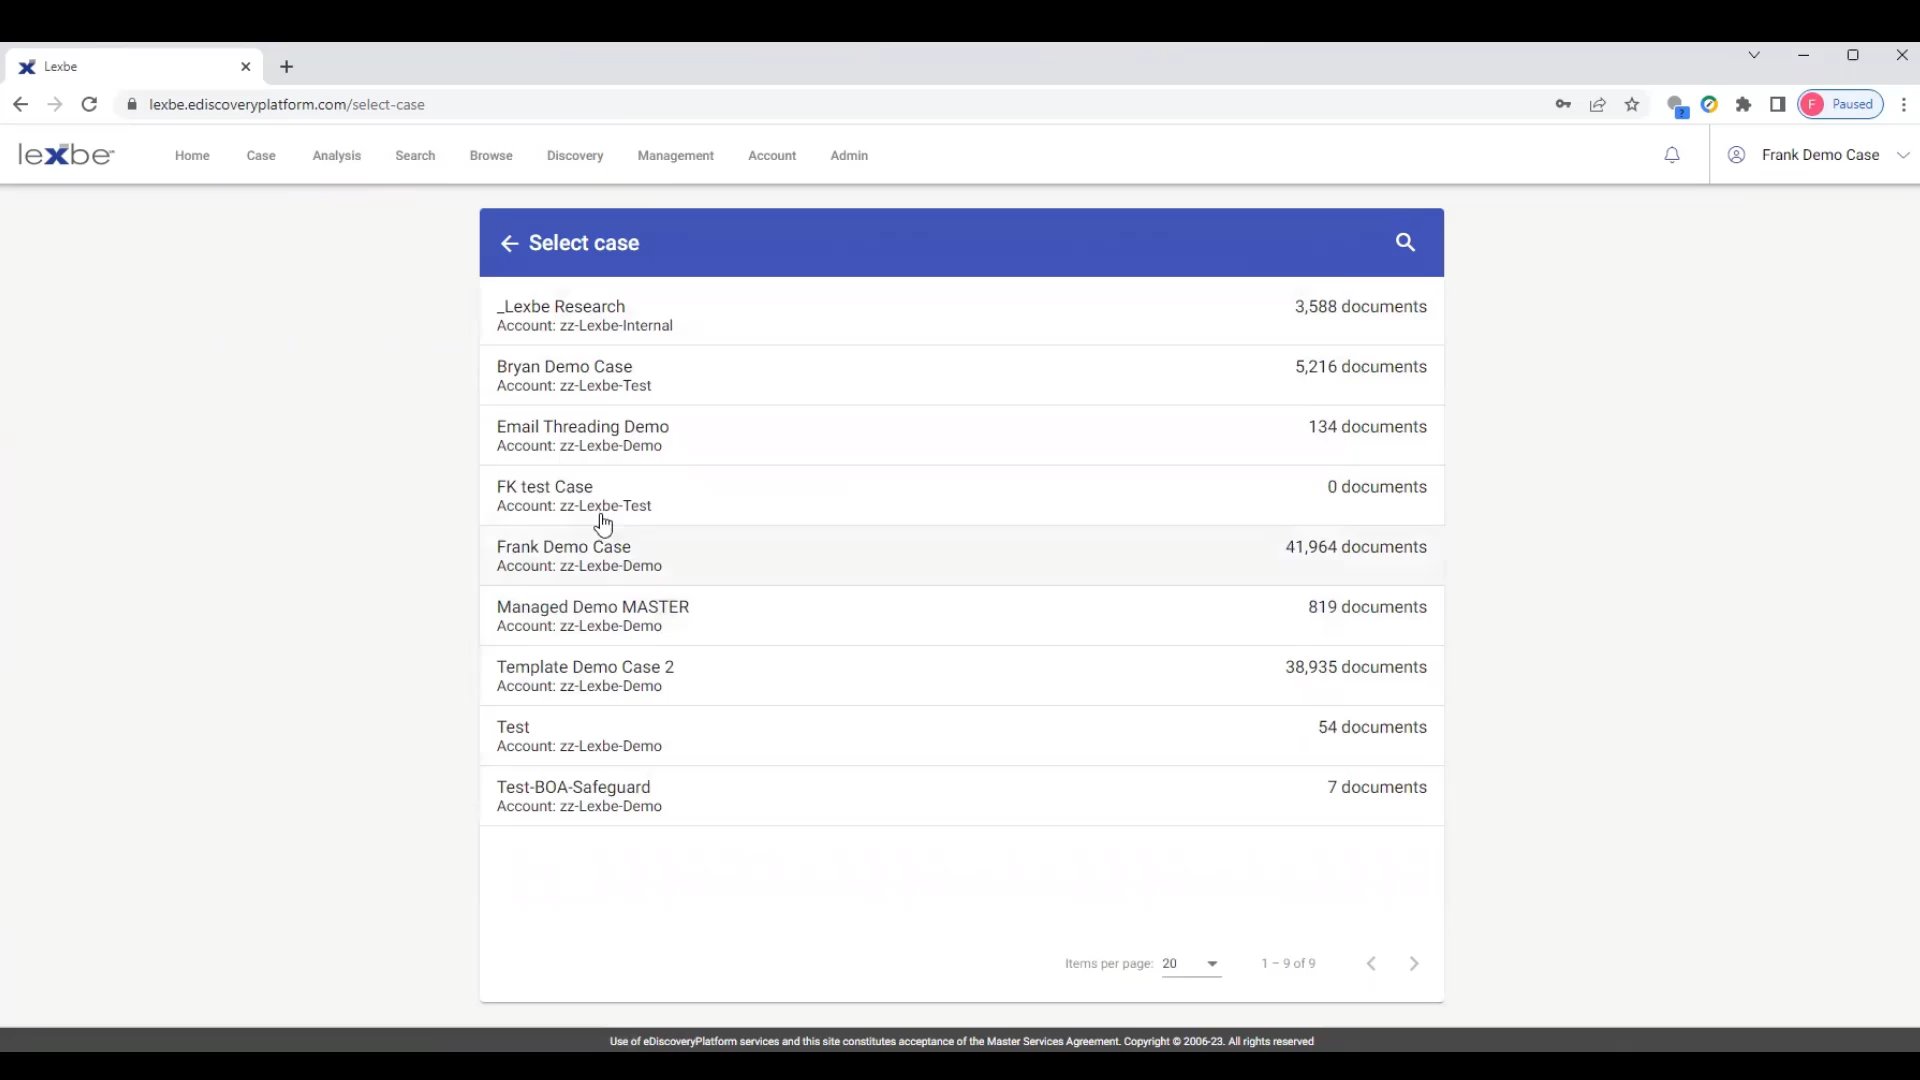 Lexbe
lexbe.ediscoveryplatform.com/select-case
F Paused
lexbe
Home Case Analysis Search Browse Discovery Management Account Admin
Frank Demo Case
Select case
_Lexbe Research 3,588 documents
Account: zz-Lexbe-Internal
Bryan Demo Case 5,216 documents
Account: zz-Lexbe-Test
Email Threading Demo 134 documents
Account: zz-Lexbe-Demo
FK test Case 0 documents
Account: zz-Lexbe-Test
Frank Demo Case 41,964 documents
Account: zz-Lexbe-Demo
Managed Demo MASTER 819 documents
Account: zz-Lexbe-Demo
Template Demo Case 2 38,935 documents
Account: zz-Lexbe-Demo
Test 54 documents
Account: zz-Lexbe-Demo
Test-BOA-Safeguard 7 documents
Account: zz-Lexbe-Demo
Items per page: 20 1 – 9 of 9
Use of eDiscoveryPlatform services and this site constitutes acceptance of the Master Services Agreement. Copyright © 2006-23. All rights reserved